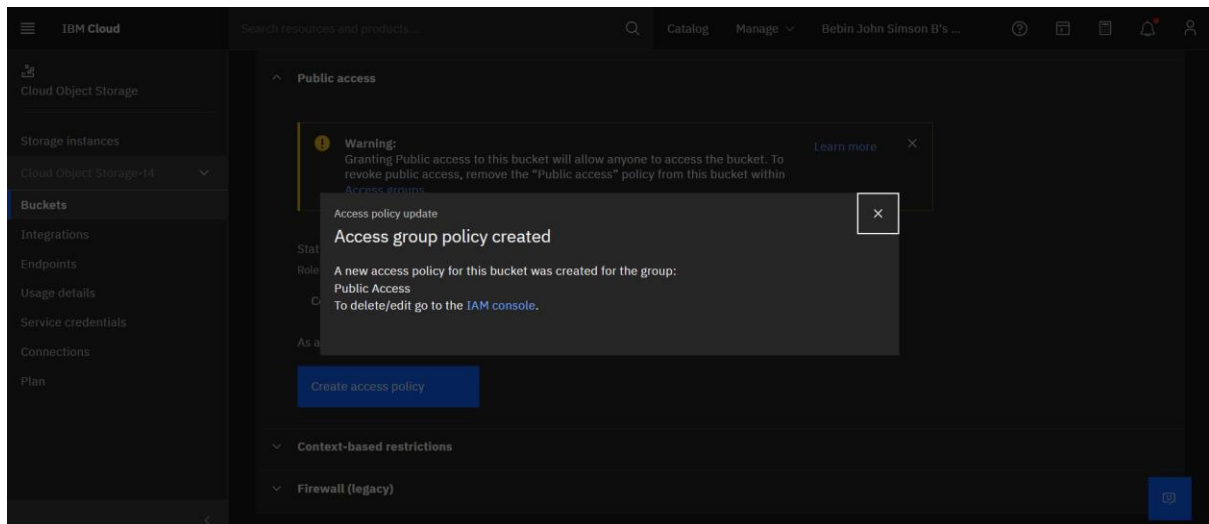 IBM Cloud
Search resources and products...
Catalog
Manage
Bebin John Simson B's ...
Cloud Object Storage
Storage instances
Cloud Object Storage-t4
Buckets
Integrations
Endpoints
Usage details
Service credentials
Connections
Plan
Public access
Warning:
Granting Public access to this bucket will allow anyone to access the bucket. To
revoke public access, remove the "Public access" policy from this bucket within
Access groups
Learn more
Access policy update
Access group policy created
A new access policy for this bucket was created for the group:
Public Access
To delete/edit go to the IAM console.
Stat
Role
As a
Create access policy
Context-based restrictions
Firewall (legacy)